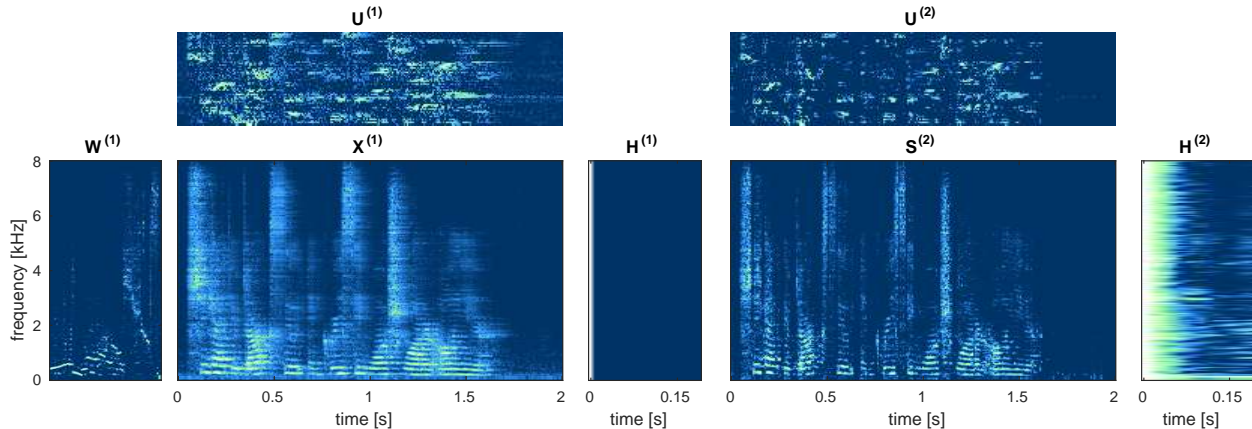 U(1)
U(2)
W(1)
X(1)
H(1)
S(2)
H(2)
frequency [kHz]
8
6
4
2
0
0
0.5
1
1.5
2
time [s]
0
0.15
time [s]
0
0.5
1
1.5
2
time [s]
0
0.15
time [s]